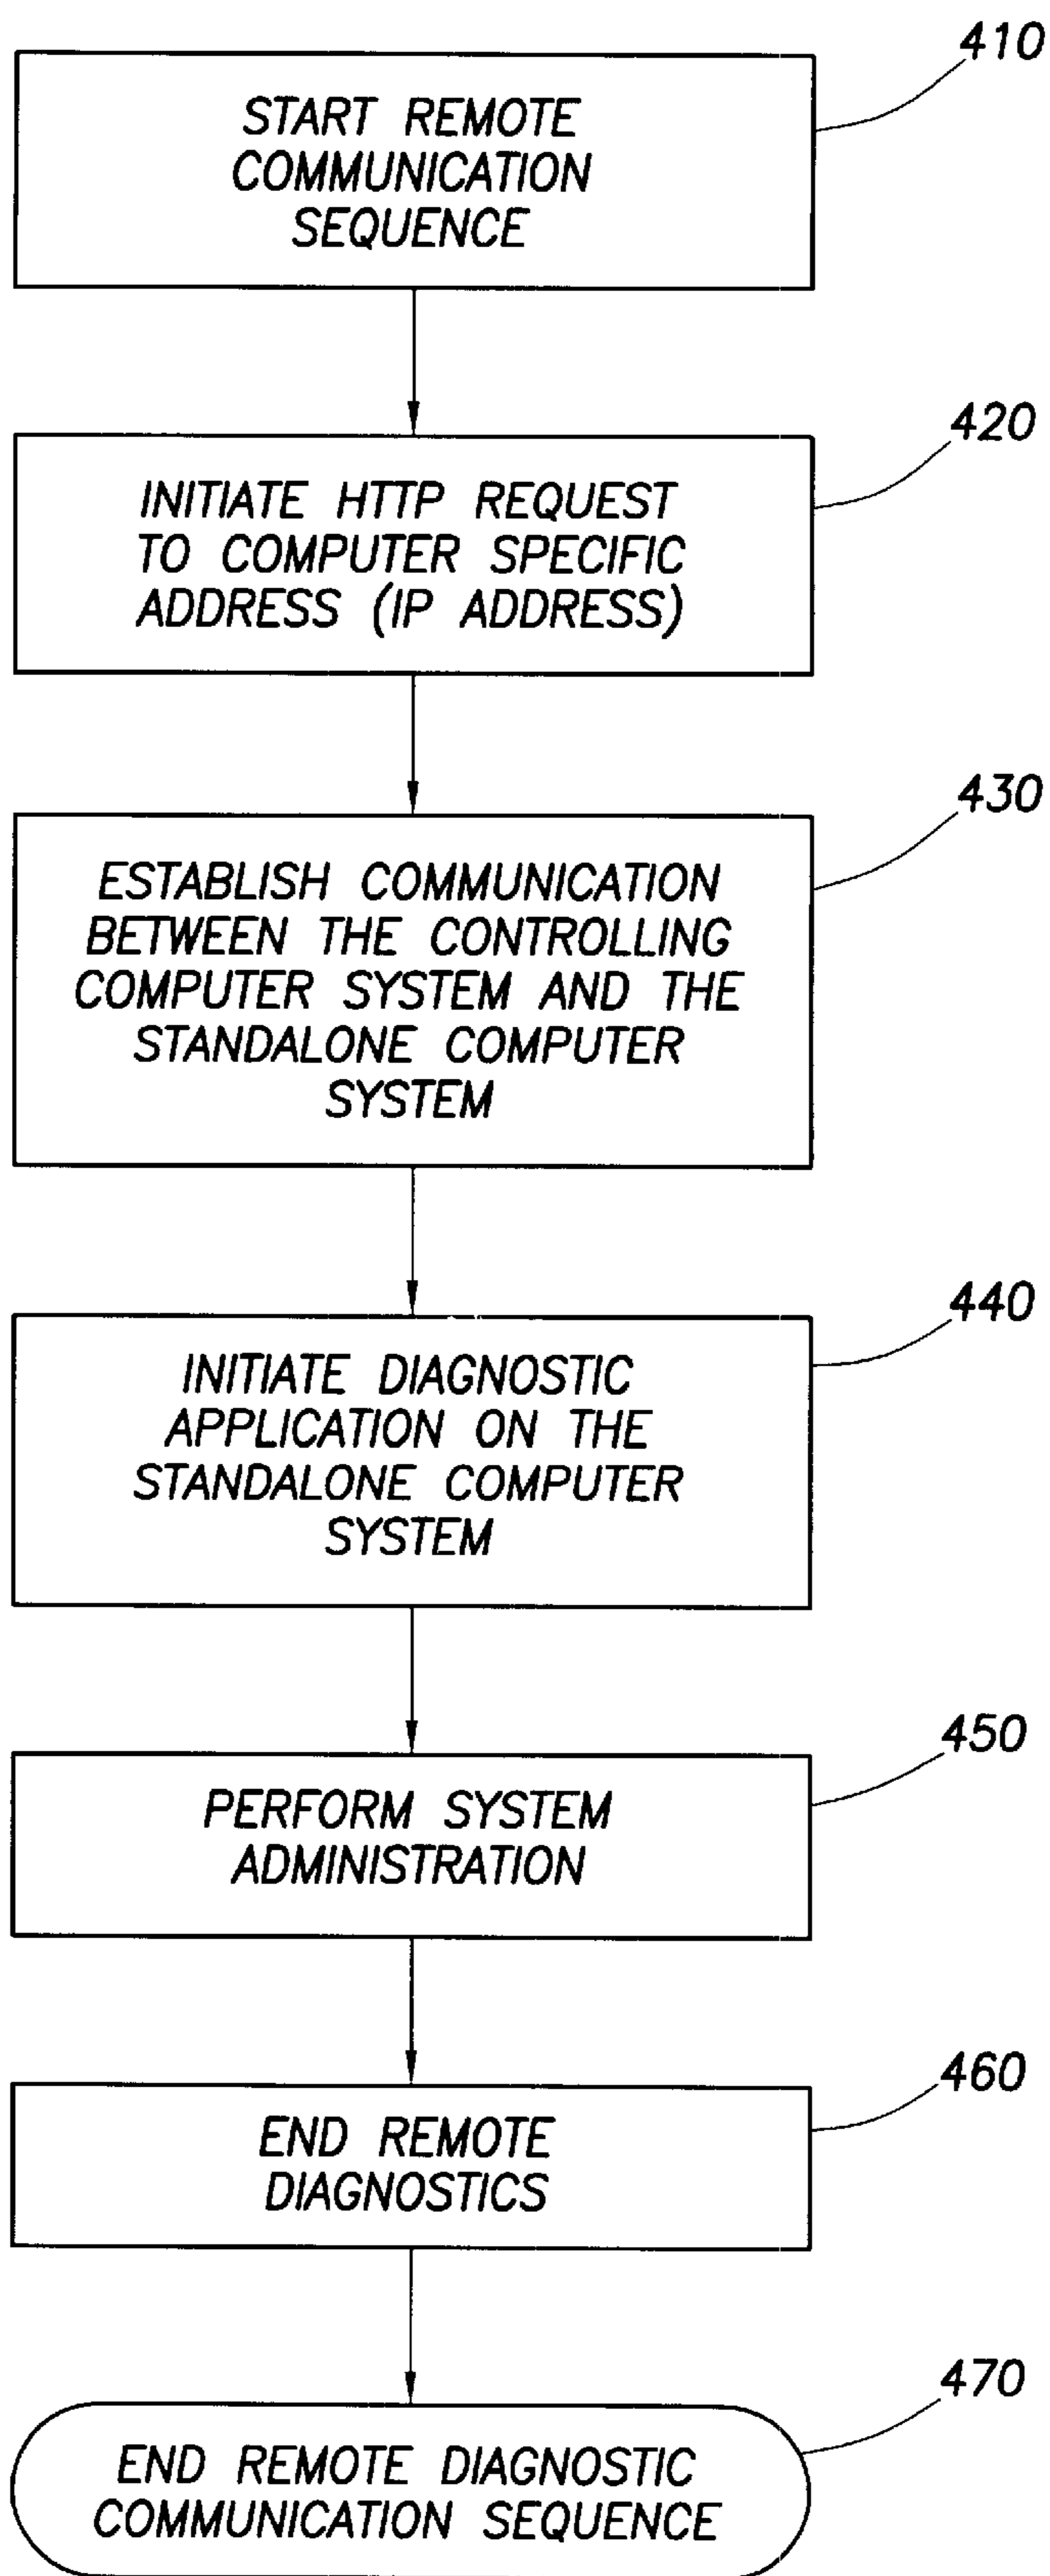 410
START REMOTE
COMMUNICATION
SEQUENCE
420
INITIATE HTTP REQUEST
TO COMPUTER SPECIFIC
ADDRESS (IP ADDRESS)
430
ESTABLISH COMMUNICATION
BETWEEN THE CONTROLLING
COMPUTER SYSTEM AND THE
STANDALONE COMPUTER
SYSTEM
440
INITIATE DIAGNOSTIC
APPLICATION ON THE
STANDALONE COMPUTER
SYSTEM
450
PERFORM SYSTEM
ADMINISTRATION
460
END REMOTE
DIAGNOSTICS
470
END REMOTE DIAGNOSTIC
COMMUNICATION SEQUENCE